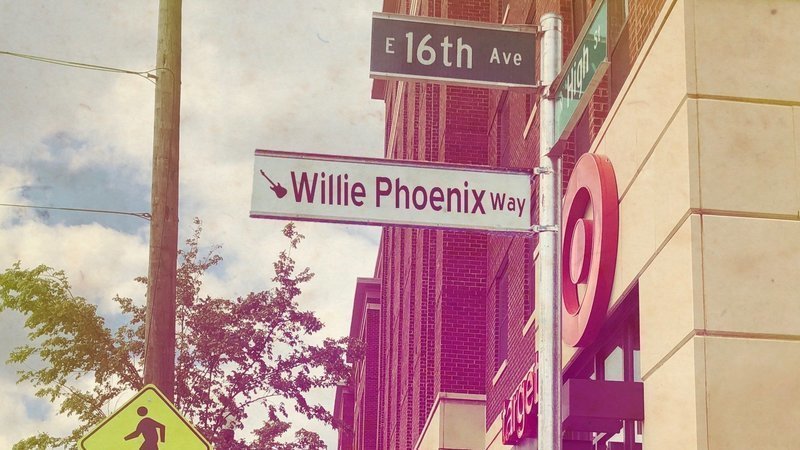 E 16th Ave
High St
Willie Phoenix Way
target